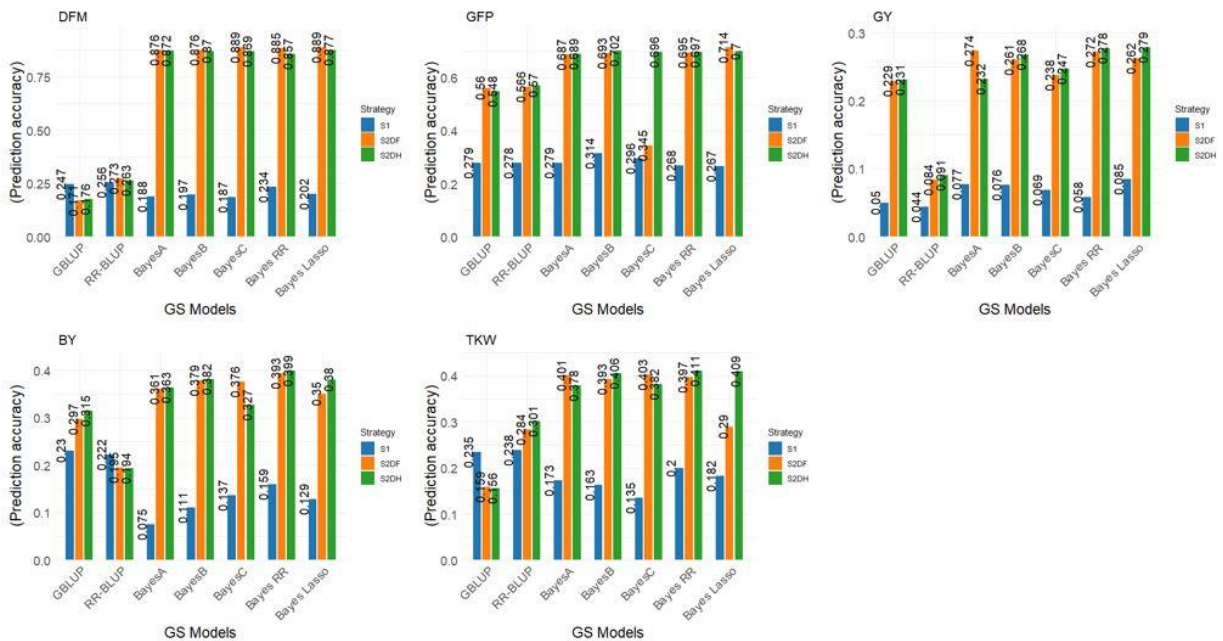 DFM
(Prediction accuracy)
0.75
0.50
0.25
0.00
0.247
0.171
0.176
0.256
0.273
0.263
0.188
0.876
0.872
0.197
0.876
0.87
0.187
0.889
0.869
0.234
0.885
0.857
0.202
0.889
0.877
GBLUP
RR-BLUP
BayesA
BayesB
BayesC
Bayes RR
Bayes Lasso
GS Models
Strategy
S1
S2DF
S2DH
GFP
(Prediction accuracy)
0.6
0.4
0.2
0.0
0.279
0.56
0.548
0.278
0.566
0.57
0.279
0.687
0.689
0.314
0.693
0.702
0.296
0.345
0.696
0.268
0.695
0.697
0.267
0.714
0.7
GBLUP
RR-BLUP
BayesA
BayesB
BayesC
Bayes RR
Bayes Lasso
GS Models
Strategy
S1
S2DF
S2DH
GY
(Prediction accuracy)
0.3
0.2
0.1
0.0
0.05
0.229
0.231
0.044
0.084
0.091
0.077
0.274
0.232
0.076
0.261
0.268
0.069
0.238
0.247
0.058
0.272
0.278
0.085
0.262
0.279
GBLUP
RR-BLUP
BayesA
BayesB
BayesC
Bayes RR
Bayes Lasso
GS Models
Strategy
S1
S2DF
S2DH
BY
(Prediction accuracy)
0.4
0.3
0.2
0.1
0.0
0.23
0.297
0.315
0.222
0.195
0.194
0.075
0.361
0.363
0.111
0.379
0.382
0.137
0.376
0.327
0.159
0.393
0.399
0.129
0.35
0.38
GBLUP
RR-BLUP
BayesA
BayesB
BayesC
Bayes RR
Bayes Lasso
GS Models
Strategy
S1
S2DF
S2DH
TKW
(Prediction accuracy)
0.4
0.3
0.2
0.1
0.0
0.235
0.159
0.156
0.238
0.284
0.301
0.173
0.401
0.378
0.163
0.393
0.406
0.135
0.403
0.382
0.2
0.397
0.411
0.182
0.29
0.409
GBLUP
RR-BLUP
BayesA
BayesB
BayesC
Bayes RR
Bayes Lasso
GS Models
Strategy
S1
S2DF
S2DH